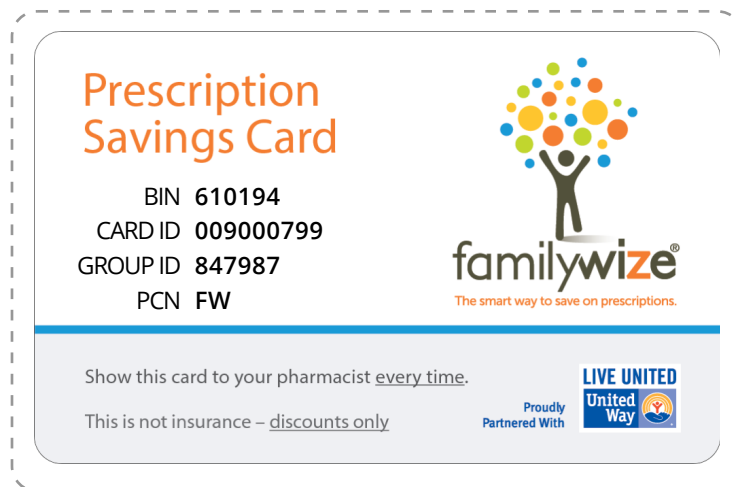 Prescription
Savings Card
BIN 610194
CARD ID 009000799
GROUP ID 847987
PCN FW
familywize®
The smart way to save on prescriptions.
Show this card to your pharmacist every time.
This is not insurance – discounts only
Proudly
Partnered With
LIVE UNITED
United
Way